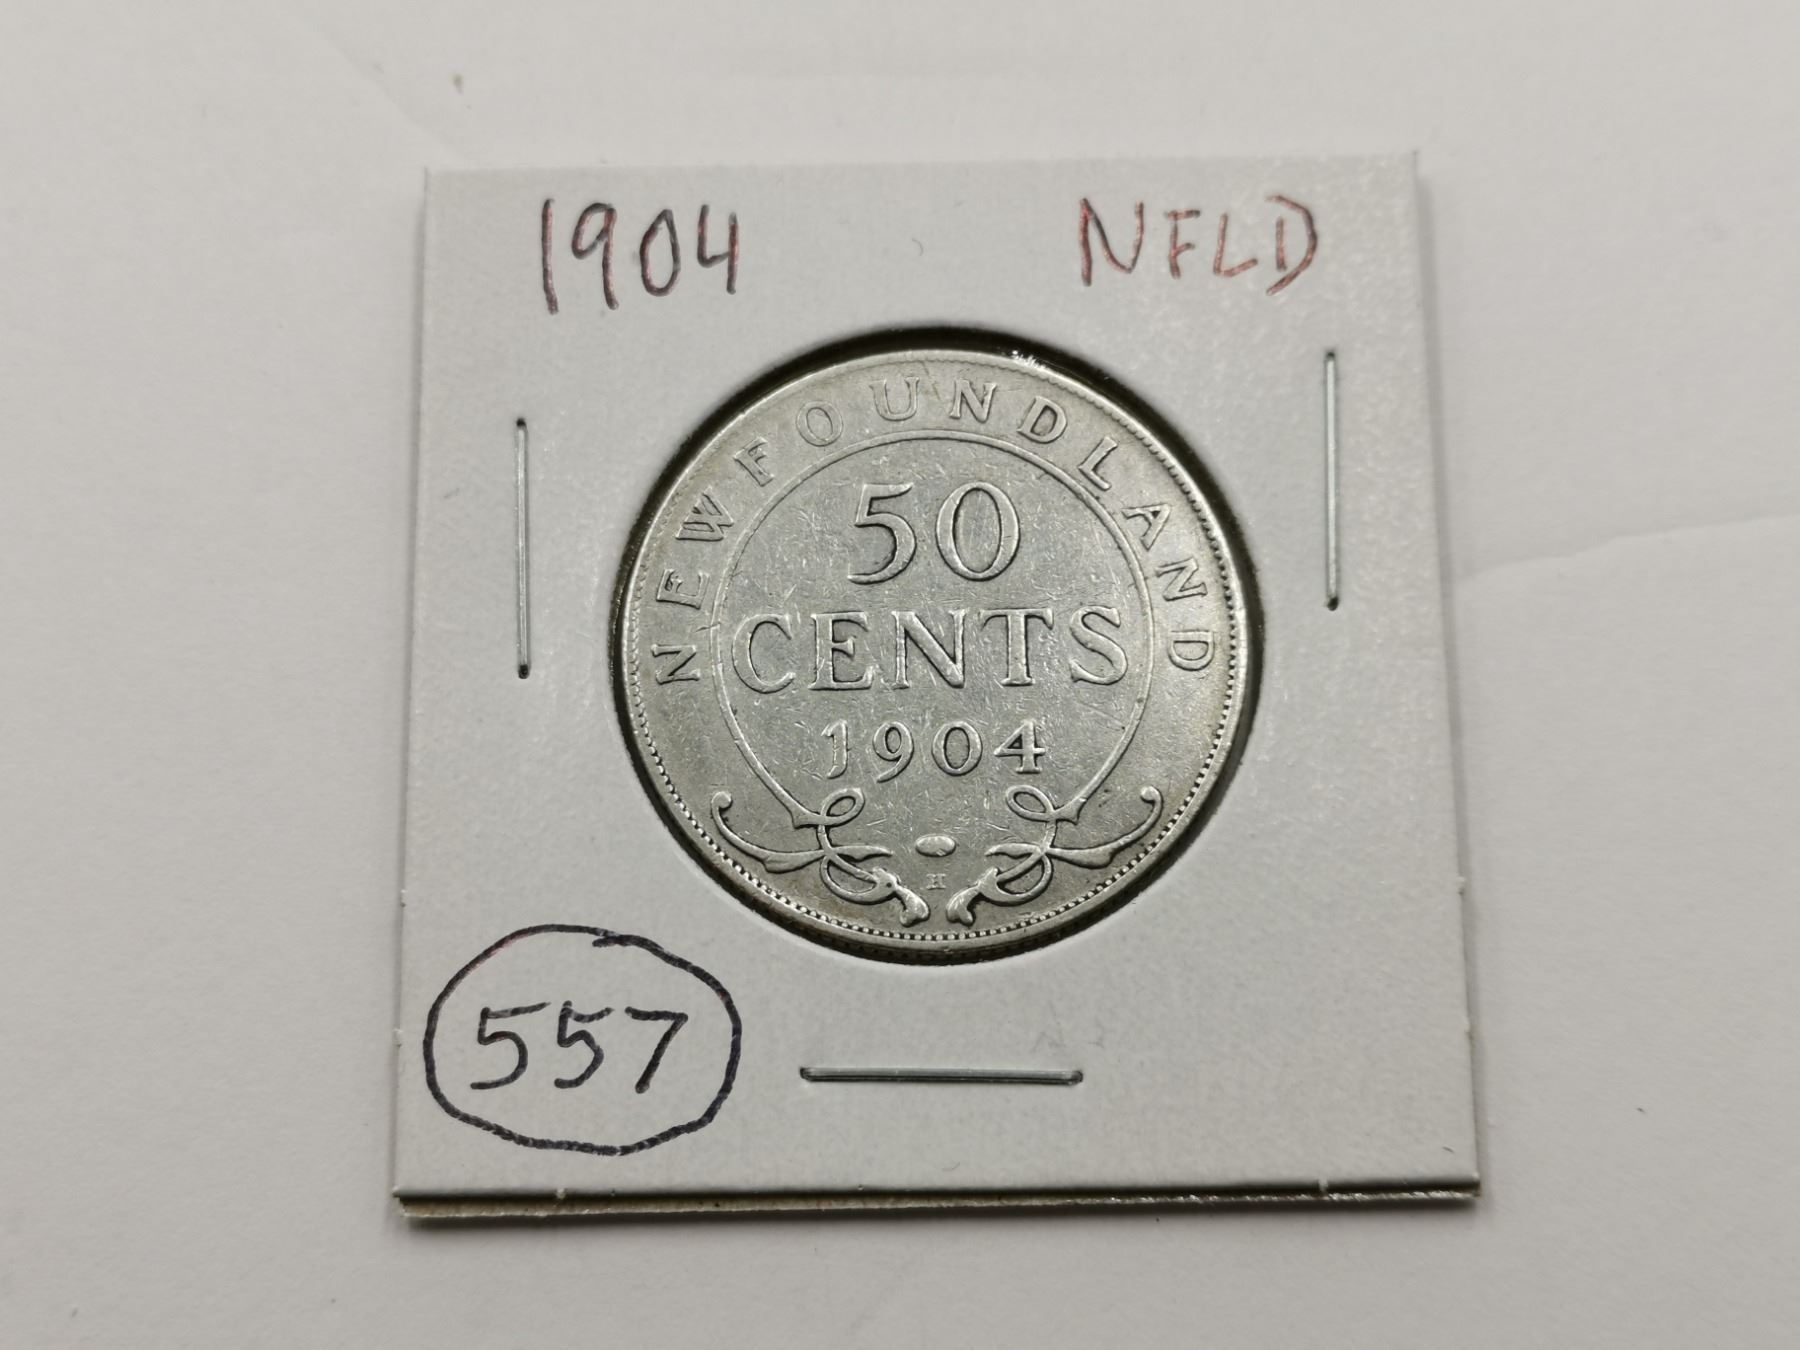 1904 NFLD
NEWFOUNDLAND
50
CENTS
1904
H
557